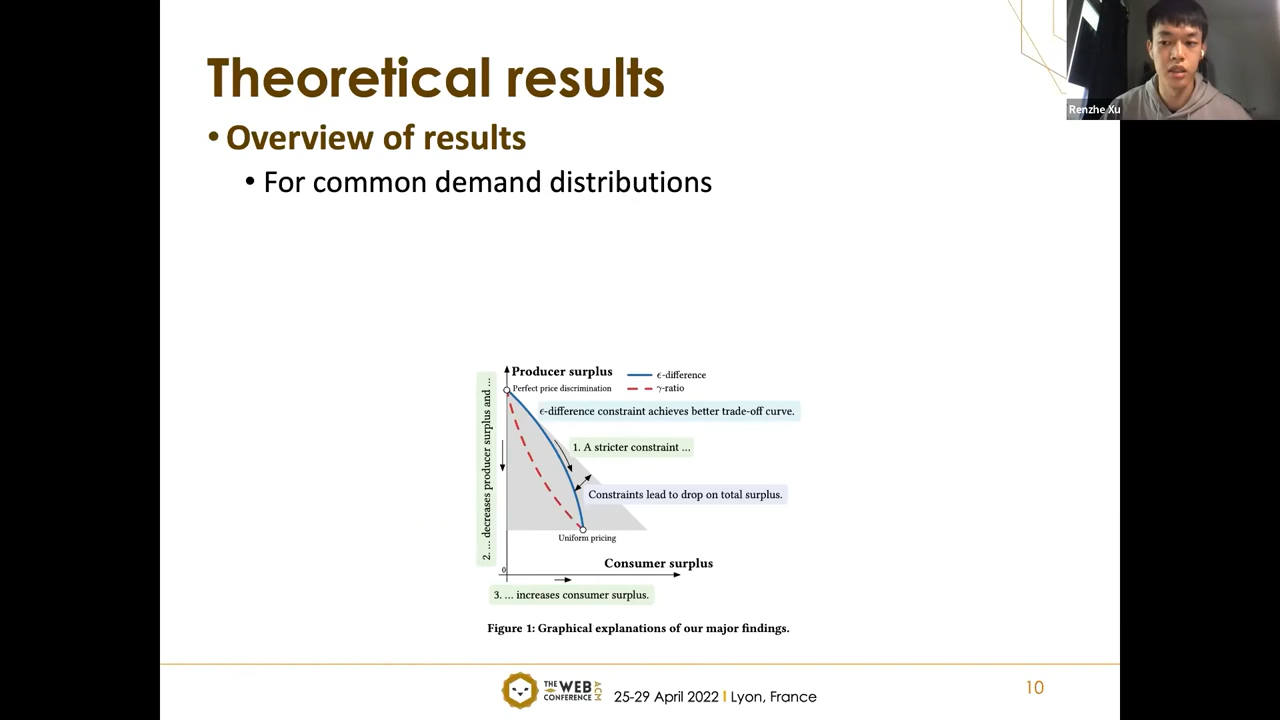 Theoretical results
Renzhe Xu
• Overview of results
• For common demand distributions
Producer surplus
ϵ-difference
γ-ratio
Perfect price discrimination
ϵ-difference constraint achieves better trade-off curve.
1. A stricter constraint ...
2. ... decreases producer surplus and ...
Constraints lead to drop on total surplus.
Uniform pricing
Consumer surplus
0
3. ... increases consumer surplus.
Figure 1: Graphical explanations of our major findings.
THE WEB CONFERENCE ACM
25-29 April 2022 | Lyon, France
10